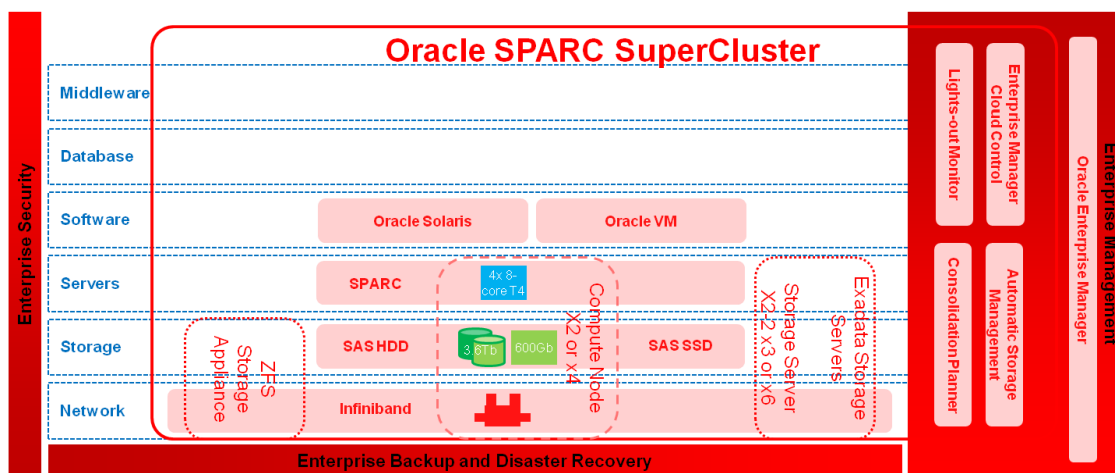 Oracle SPARC SuperCluster
Enterprise Security
Middleware
Database
Software
Oracle Solaris
Oracle VM
Servers
SPARC
4x 8-
core T4
Storage
SAS HDD
3.6Tb
600Gb
SAS SSD
Network
Infiniband
ZFS
Storage
Appliance
Compute Node
X2 or x4
Exadata Storage
Servers
Storage Server
X2-2 x3 or x6
Lights-out Monitor
Enterprise Manager
Cloud Control
Consolidation Planner
Automatic Storage
Management
Oracle Enterprise Manager
Enterprise Management
Enterprise Backup and Disaster Recovery